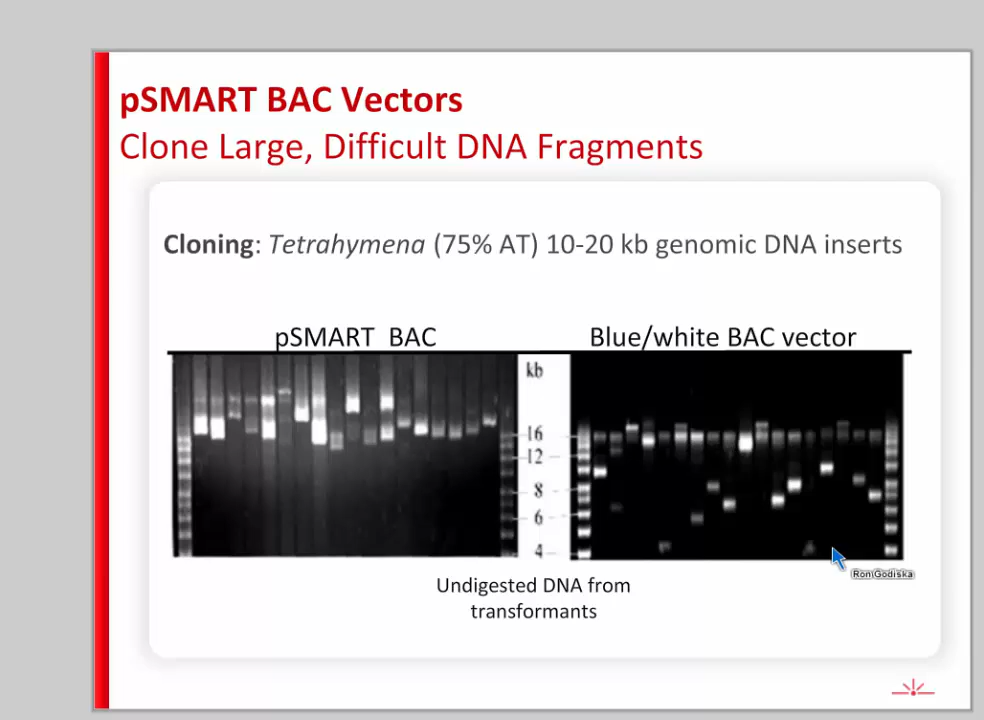 pSMART BAC Vectors
Clone Large, Difficult DNA Fragments
Cloning: Tetrahymena (75% AT) 10-20 kb genomic DNA inserts
pSMART BAC
Blue/white BAC vector
kb
16
12
8
6
4
Undigested DNA from
transformants
Ron Godiska